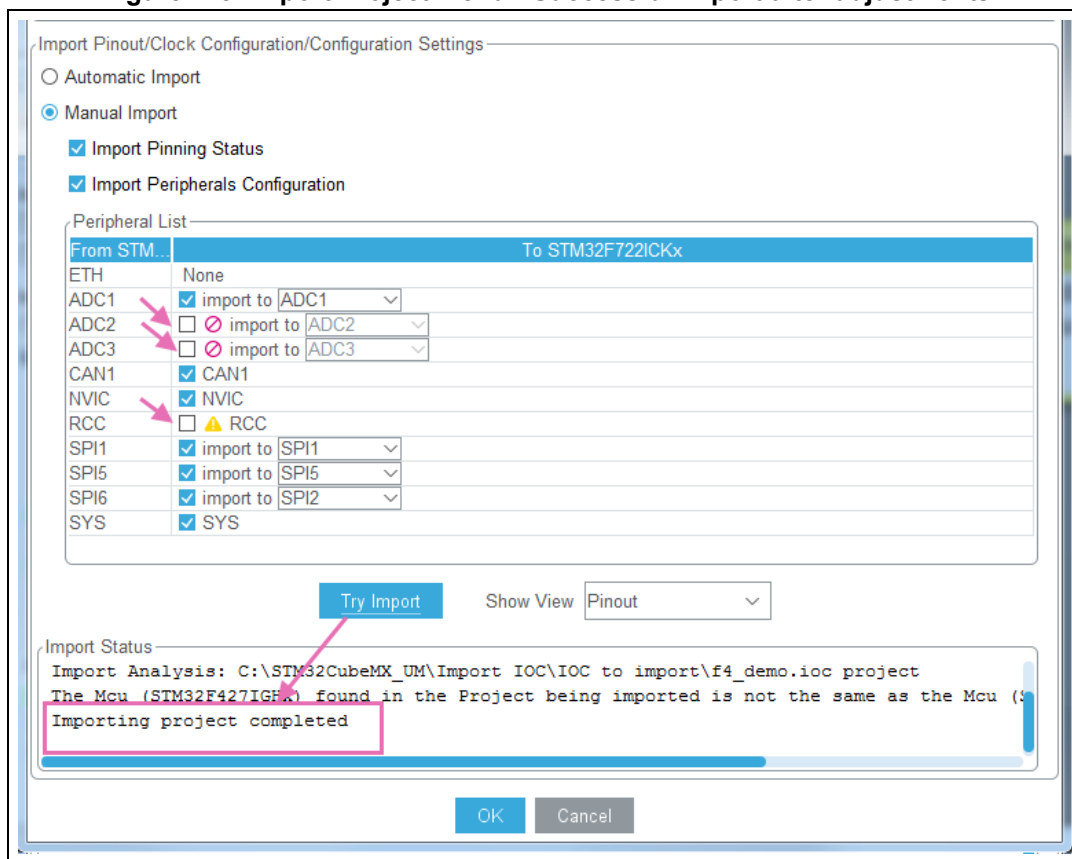 Import Pinout/Clock Configuration/Configuration Settings
Automatic Import
Manual Import
Import Pinning Status
Import Peripherals Configuration
Peripheral List
From STM... To STM32F722ICKx
ETH None
ADC1 import to ADC1
ADC2 import to ADC2
ADC3 import to ADC3
CAN1 CAN1
NVIC NVIC
RCC RCC
SPI1 import to SPI1
SPI5 import to SPI5
SPI6 import to SPI2
SYS SYS
Try Import Show View Pinout
Import Status
Import Analysis: C:\STM32CubeMX_UM\Import IOC\IOC to import\f4_demo.ioc project
The Mcu (STM32F427IGHx) found in the Project being imported is not the same as the Mcu (
Importing project completed
OK Cancel